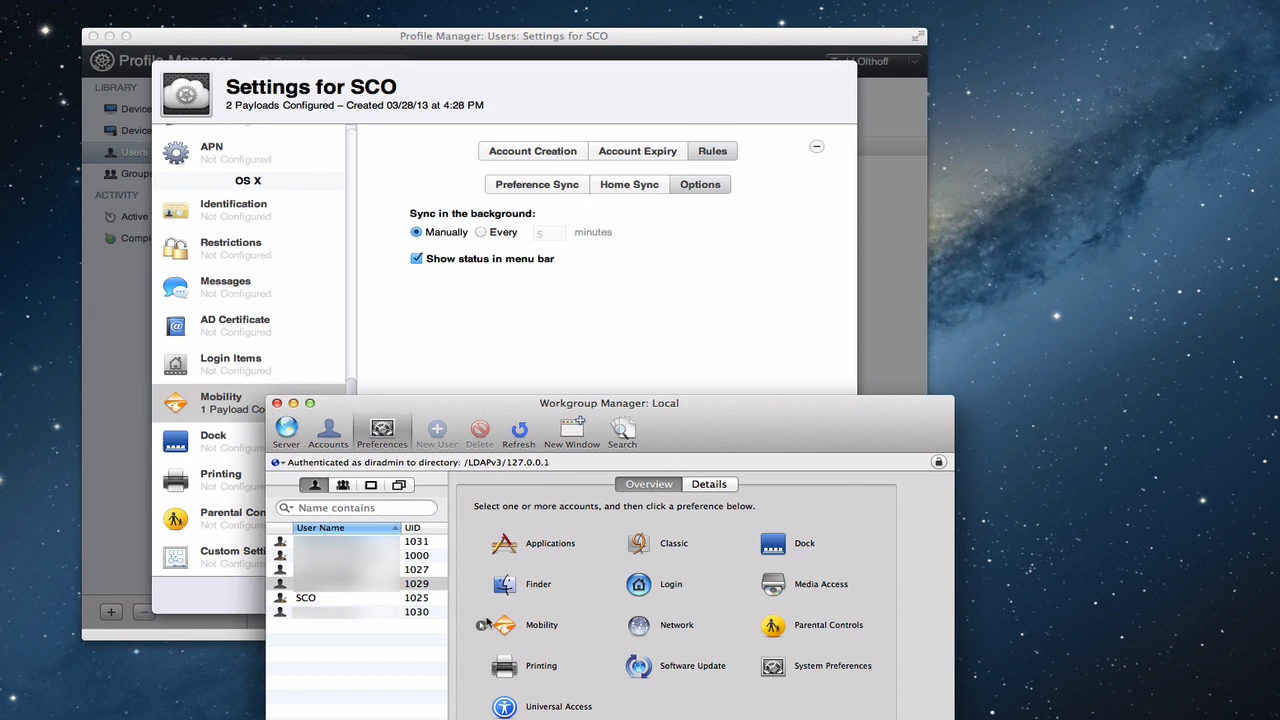 Profile Manager: Users: Settings for SCO
Profile Manager
Todd Olthoff
LIBRARY
Device
Device
Users
Groups
ACTIVITY
Active
Compl
Settings for SCO
2 Payloads Configured – Created 03/28/13 at 4:28 PM
APN
Not Configured
OS X
Identification
Not Configured
Restrictions
Not Configured
Messages
Not Configured
AD Certificate
Not Configured
Login Items
Not Configured
Mobility
1 Payload Co
Dock
Not Configured
Printing
Not Configured
Parental Con
Not Configured
Custom Setti
Not Configured
Account Creation
Account Expiry
Rules
Preference Sync
Home Sync
Options
Sync in the background:
Manually
Every
5
minutes
Show status in menu bar
Workgroup Manager: Local
Server
Accounts
Preferences
New User
Delete
Refresh
New Window
Search
Authenticated as diradmin to directory: /LDAPv3/127.0.0.1
Name contains
User Name
UID
1031
1000
1027
1029
SCO
1025
1030
Overview
Details
Select one or more accounts, and then click a preference below.
Applications
Classic
Dock
Finder
Login
Media Access
Mobility
Network
Parental Controls
Printing
Software Update
System Preferences
Universal Access